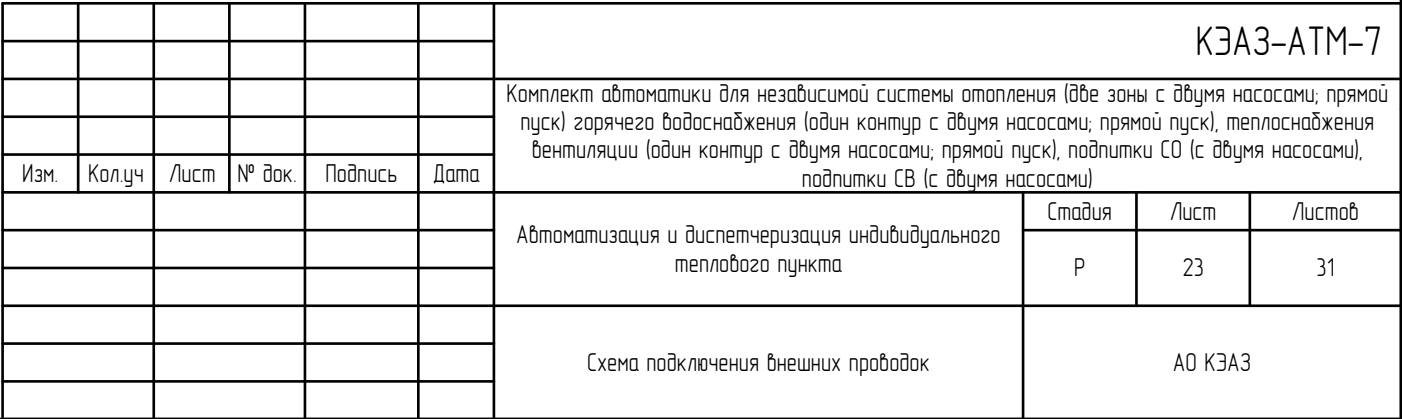 КЭАЗ-АТМ-7
Комплект автоматики для независимой системы отопления (две зоны с двумя насосами; прямой
пуск) горячего водоснабжения (один контур с двумя насосами; прямой пуск), теплоснабжения
вентиляции (один контур с двумя насосами; прямой пуск), подпитки СО (с двумя насосами),
подпитки СВ (с двумя насосами)
Изм. Кол.уч Лист № док. Подпись Дата
Автоматизация и диспетчеризация индивидуального
теплового пункта
Стадия Лист Листов
Р 23 31
Схема подключения внешних проводок
АО КЭАЗ